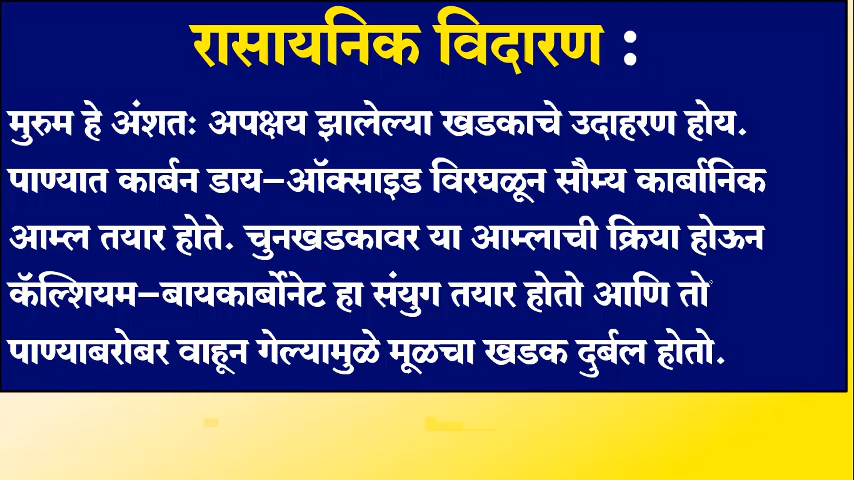 रासायनिक विदारण :
मुरुम हे अंशतः अपक्षय झालेल्या खडकाचे उदाहरण होय.
पाण्यात कार्बन डाय–ऑक्साइड विरघळून सौम्य कार्बानिक
आम्ल तयार होते. चुनखडकावर या आम्लाची क्रिया होऊन
कॅल्शियम–बायकार्बोनेट हा संयुग तयार होतो आणि तो
पाण्याबरोबर वाहून गेल्यामुळे मूळचा खडक दुर्बल होतो.